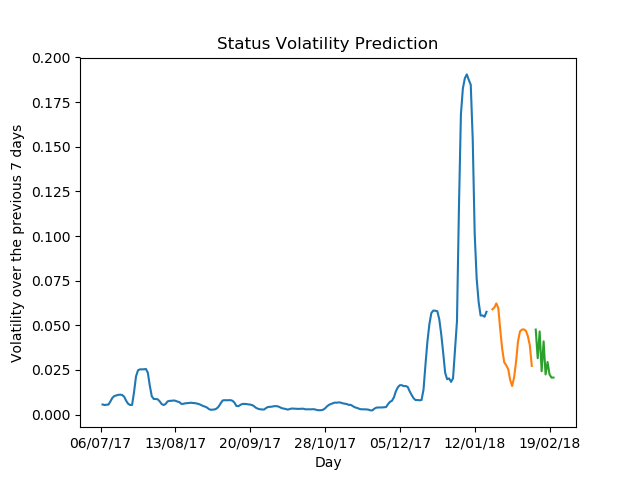 Status Volatility Prediction
0.200
0.175
0.150
0.125
0.100
0.075
0.050
0.025
0.000
Volatility over the previous 7 days
06/07/17 13/08/17 20/09/17 28/10/17 05/12/17 12/01/18 19/02/18
Day